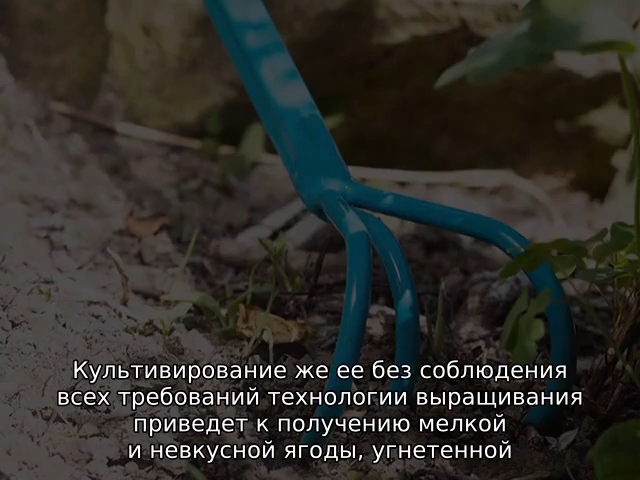 Культивирование же ее без соблюдения
всех требований технологии выращивания
приведет к получению мелкой
и невкусной ягоды, угнетенной